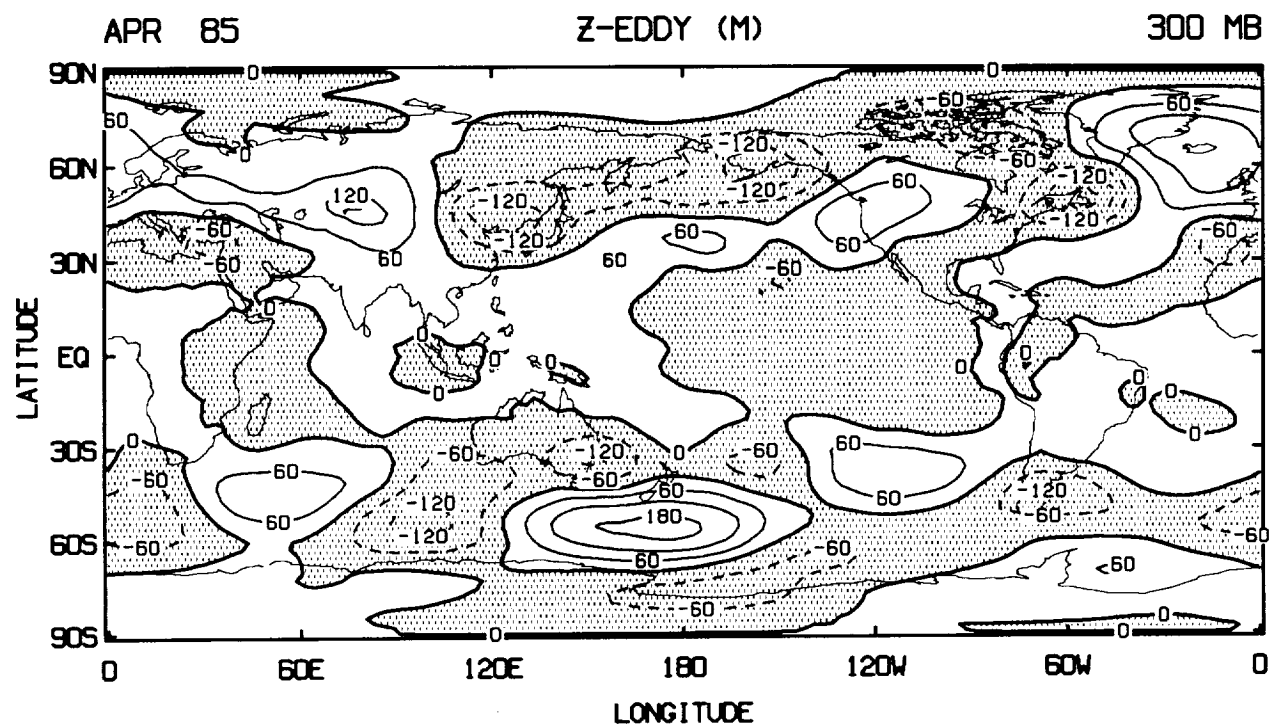 APR 85 Z-EDDY (M) 300 MB
90N 0 0
-60
60 -120
60N 0 -60
120 -120 60
-120 -120
-60 -120 60 60 -60
-60 60 60 -60
30N
0
0
EQ 0 0 0 0
0 0 0
0 -60 -120 0 60 0
30S
-60 60 -60 -60 -120
-120 60 60 -60
60 180
-60 -120 60 -60 -60
60S
-60 60
90S 0 0 0
0 60E 120E 180 120W 60W 0
LATITUDE
LONGITUDE